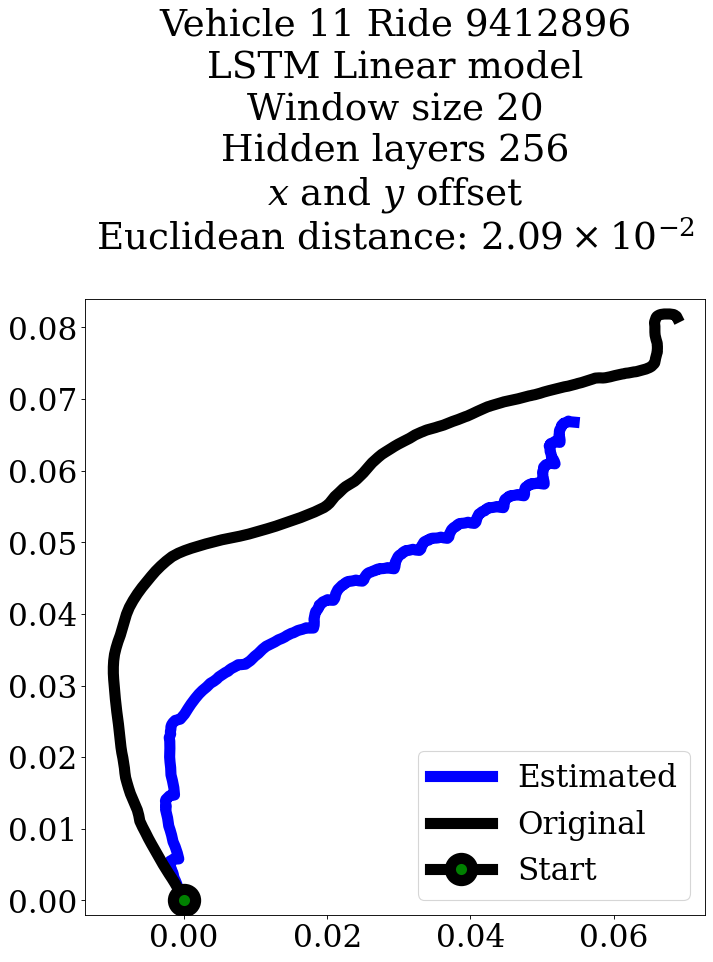 Vehicle 11 Ride 9412896
LSTM Linear model
Window size 20
Hidden layers 256
x and y offset
Euclidean distance: 2.09 × 10⁻²
0.08
0.07
0.06
0.05
0.04
0.03
0.02
0.01
0.00
Estimated
Original
Start
0.00 0.02 0.04 0.06